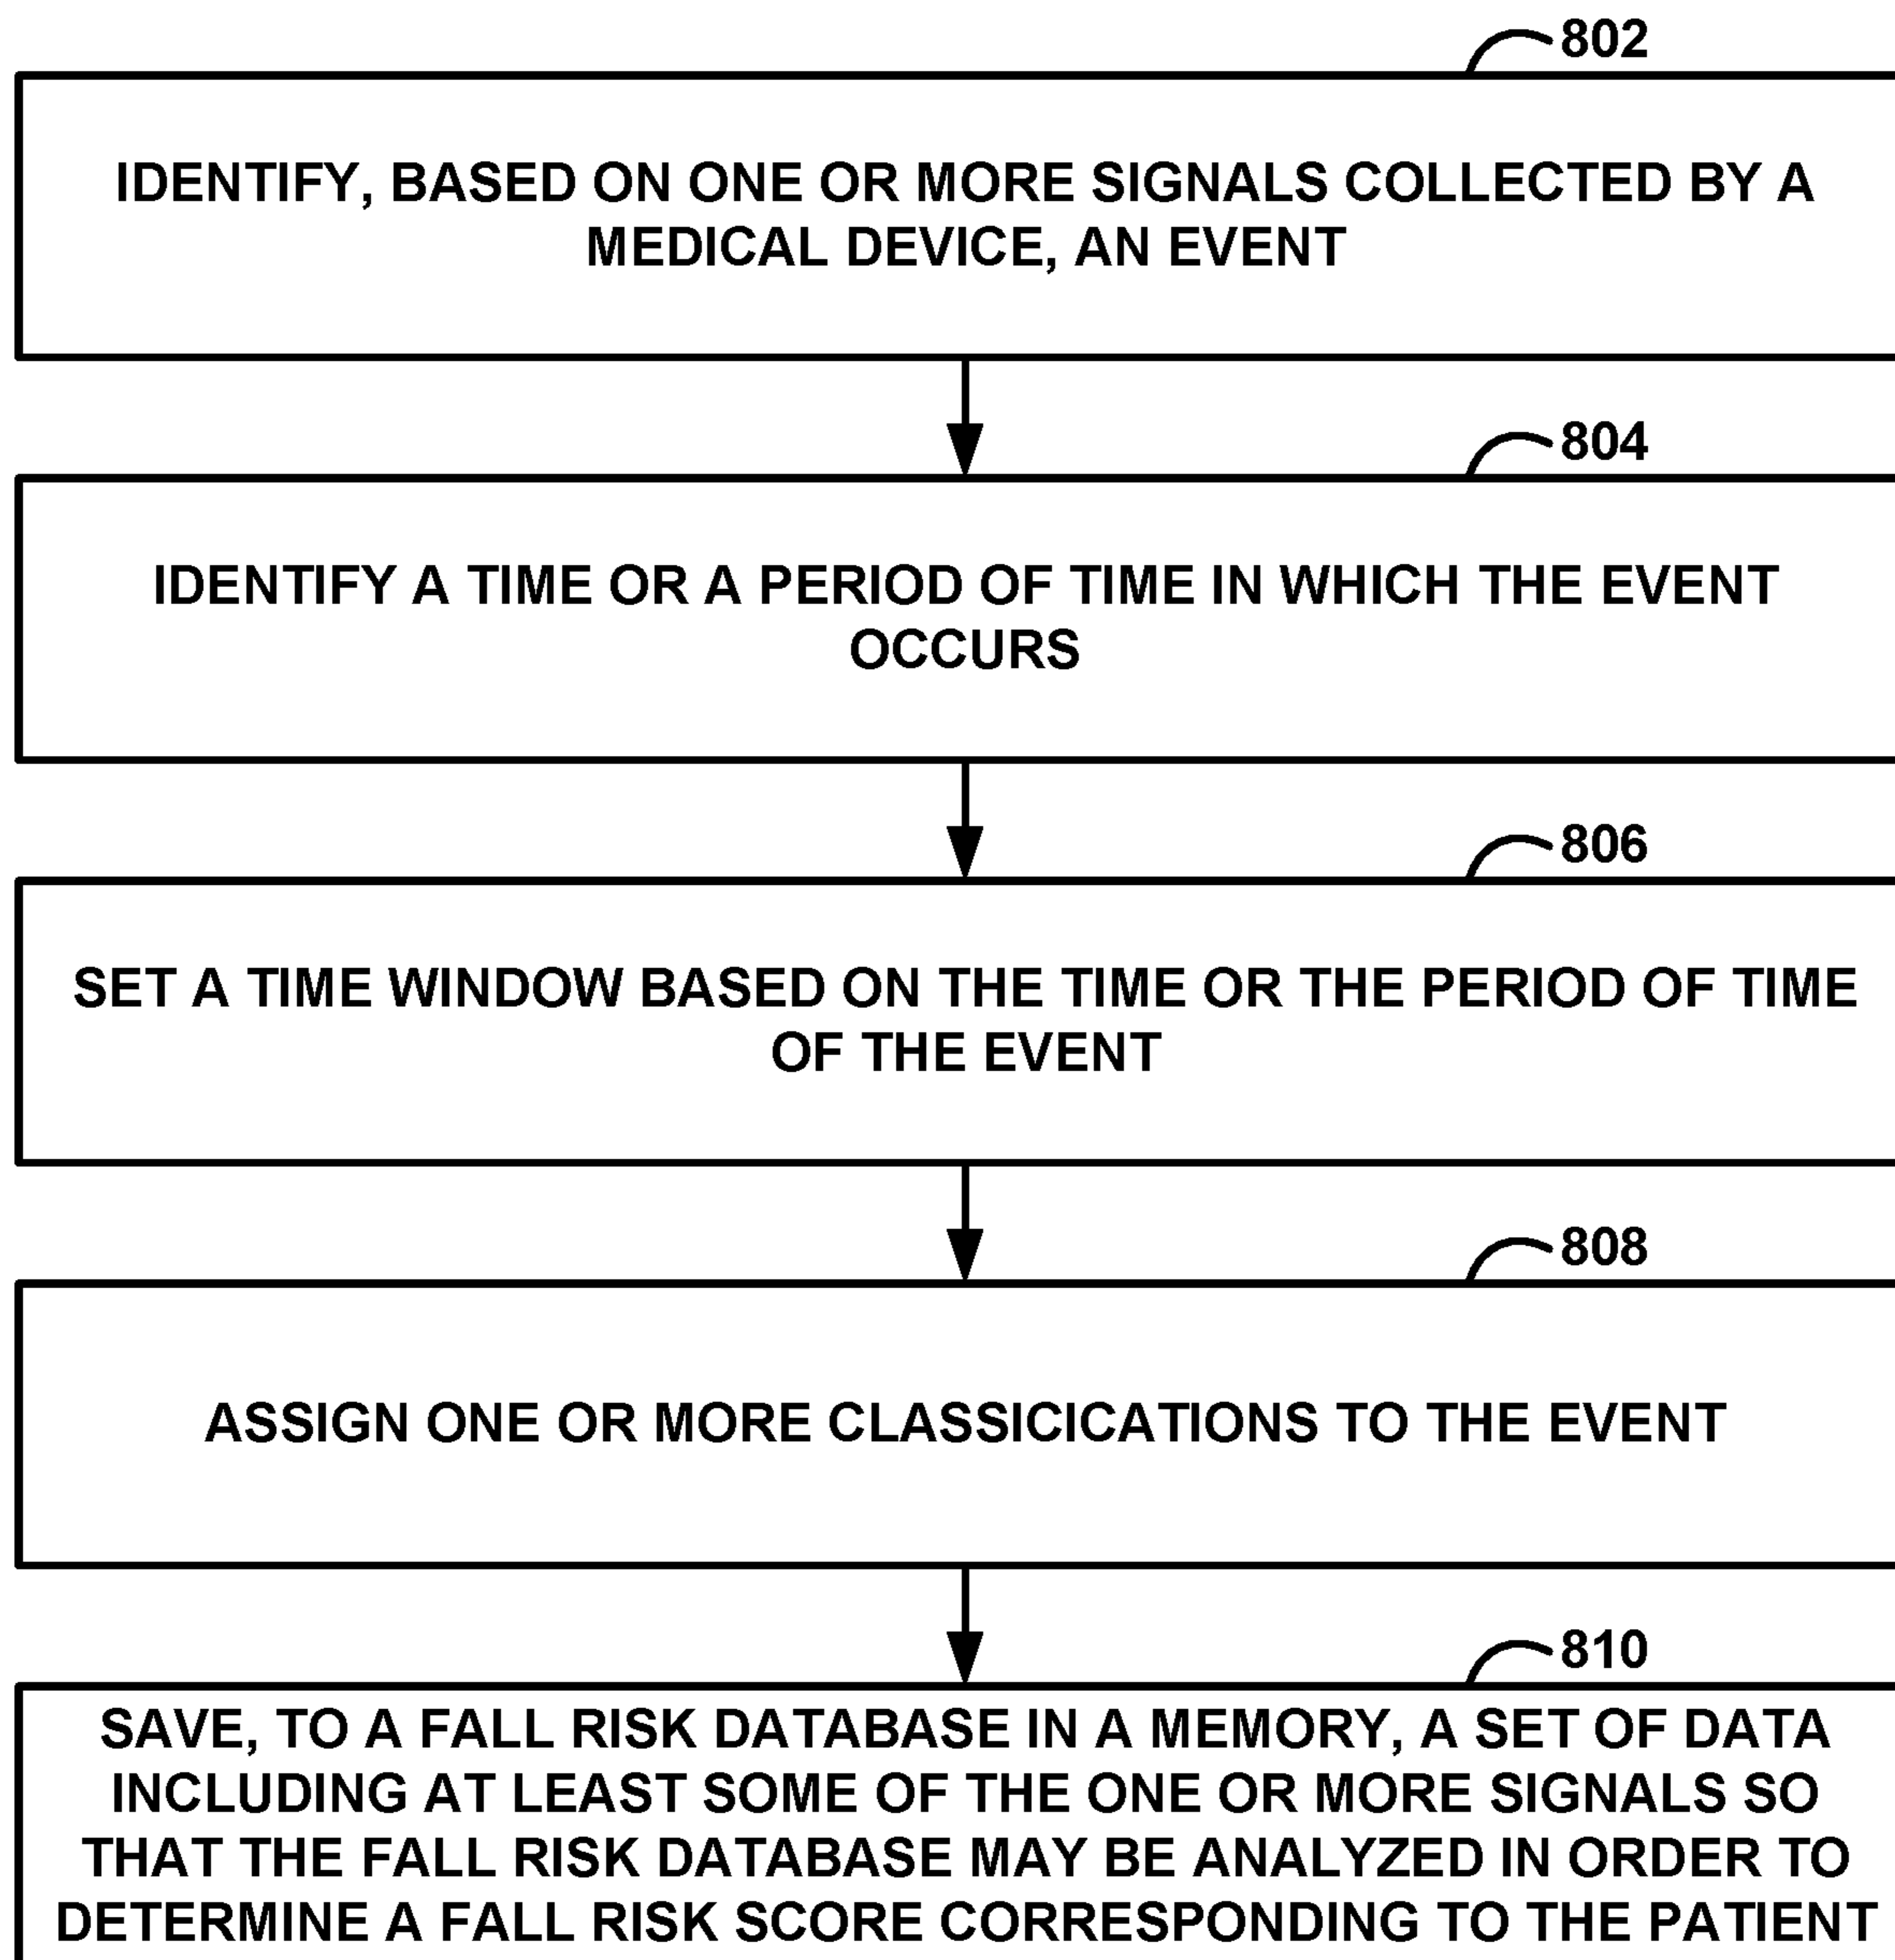 802
IDENTIFY, BASED ON ONE OR MORE SIGNALS COLLECTED BY A
MEDICAL DEVICE, AN EVENT
804
IDENTIFY A TIME OR A PERIOD OF TIME IN WHICH THE EVENT
OCCURS
806
SET A TIME WINDOW BASED ON THE TIME OR THE PERIOD OF TIME
OF THE EVENT
808
ASSIGN ONE OR MORE CLASSICICATIONS TO THE EVENT
810
SAVE, TO A FALL RISK DATABASE IN A MEMORY, A SET OF DATA
INCLUDING AT LEAST SOME OF THE ONE OR MORE SIGNALS SO
THAT THE FALL RISK DATABASE MAY BE ANALYZED IN ORDER TO
DETERMINE A FALL RISK SCORE CORRESPONDING TO THE PATIENT